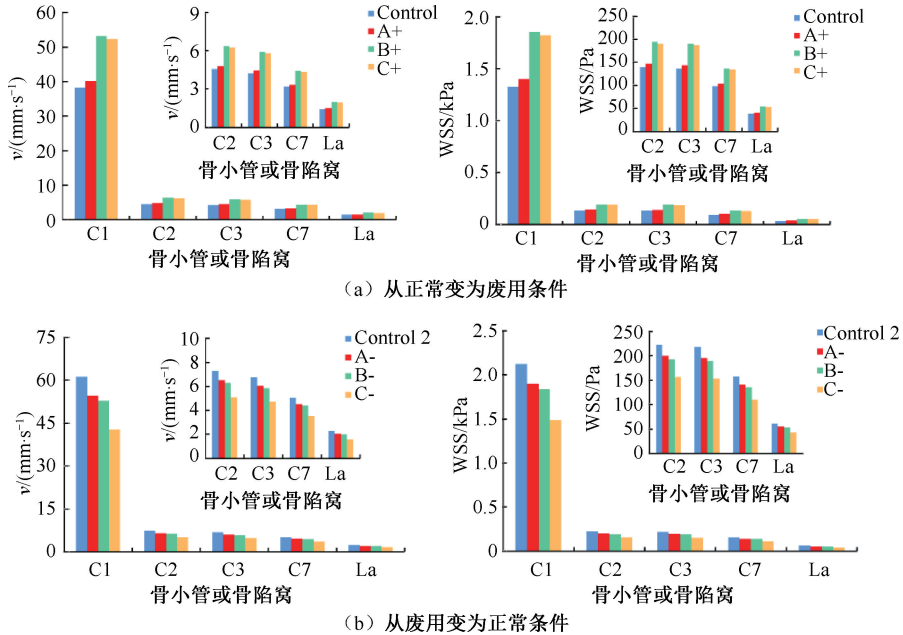 v/(mm·s⁻¹)
60
50
40
30
20
10
0
C1
C2
C3
C7
La
骨小管或骨陷窝
v/(mm·s⁻¹)
9
6
3
0
C2
C3
C7
La
骨小管或骨陷窝
Control
A+
B+
C+
WSS/kPa
2.0
1.5
1.0
0.5
0
C1
C2
C3
C7
La
骨小管或骨陷窝
WSS/Pa
250
200
150
100
50
0
C2
C3
C7
La
骨小管或骨陷窝
Control
A+
B+
C+
（a）从正常变为废用条件
v/(mm·s⁻¹)
75
60
45
30
15
0
C1
C2
C3
C7
La
骨小管或骨陷窝
v/(mm·s⁻¹)
10
8
6
4
2
0
C2
C3
C7
La
骨小管或骨陷窝
Control 2
A-
B-
C-
WSS/kPa
2.5
2.0
1.5
1.0
0.5
0
C1
C2
C3
C7
La
骨小管或骨陷窝
WSS/Pa
250
200
150
150
50
0
C2
C3
C7
La
骨小管或骨陷窝
Control 2
A-
B-
C-
（b）从废用变为正常条件